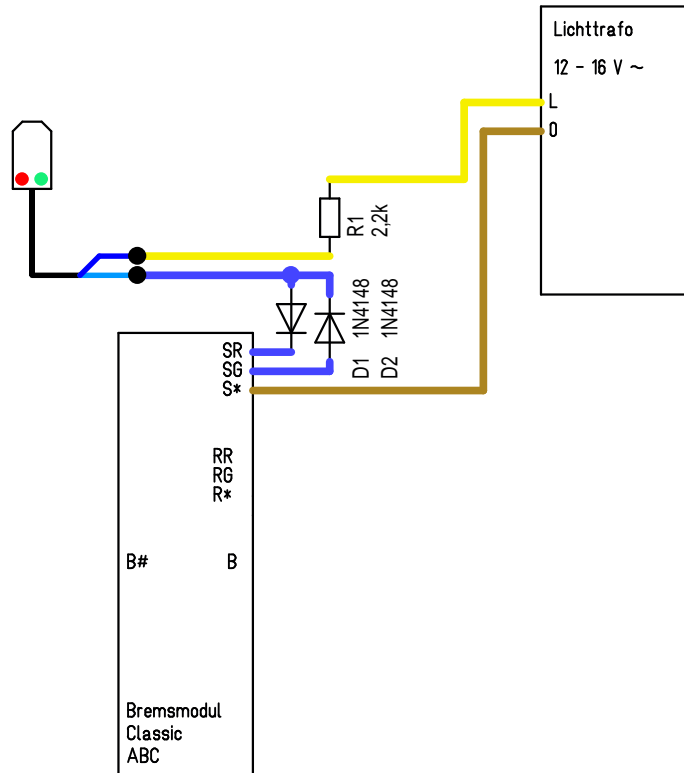 Lichttrafo
12 - 16 V ~
L
0
R1
2,2k
1N4148
1N4148
D1
D2
SR
SG
S*
RR
RG
R*
B# B
Bremsmodul
Classic
ABC